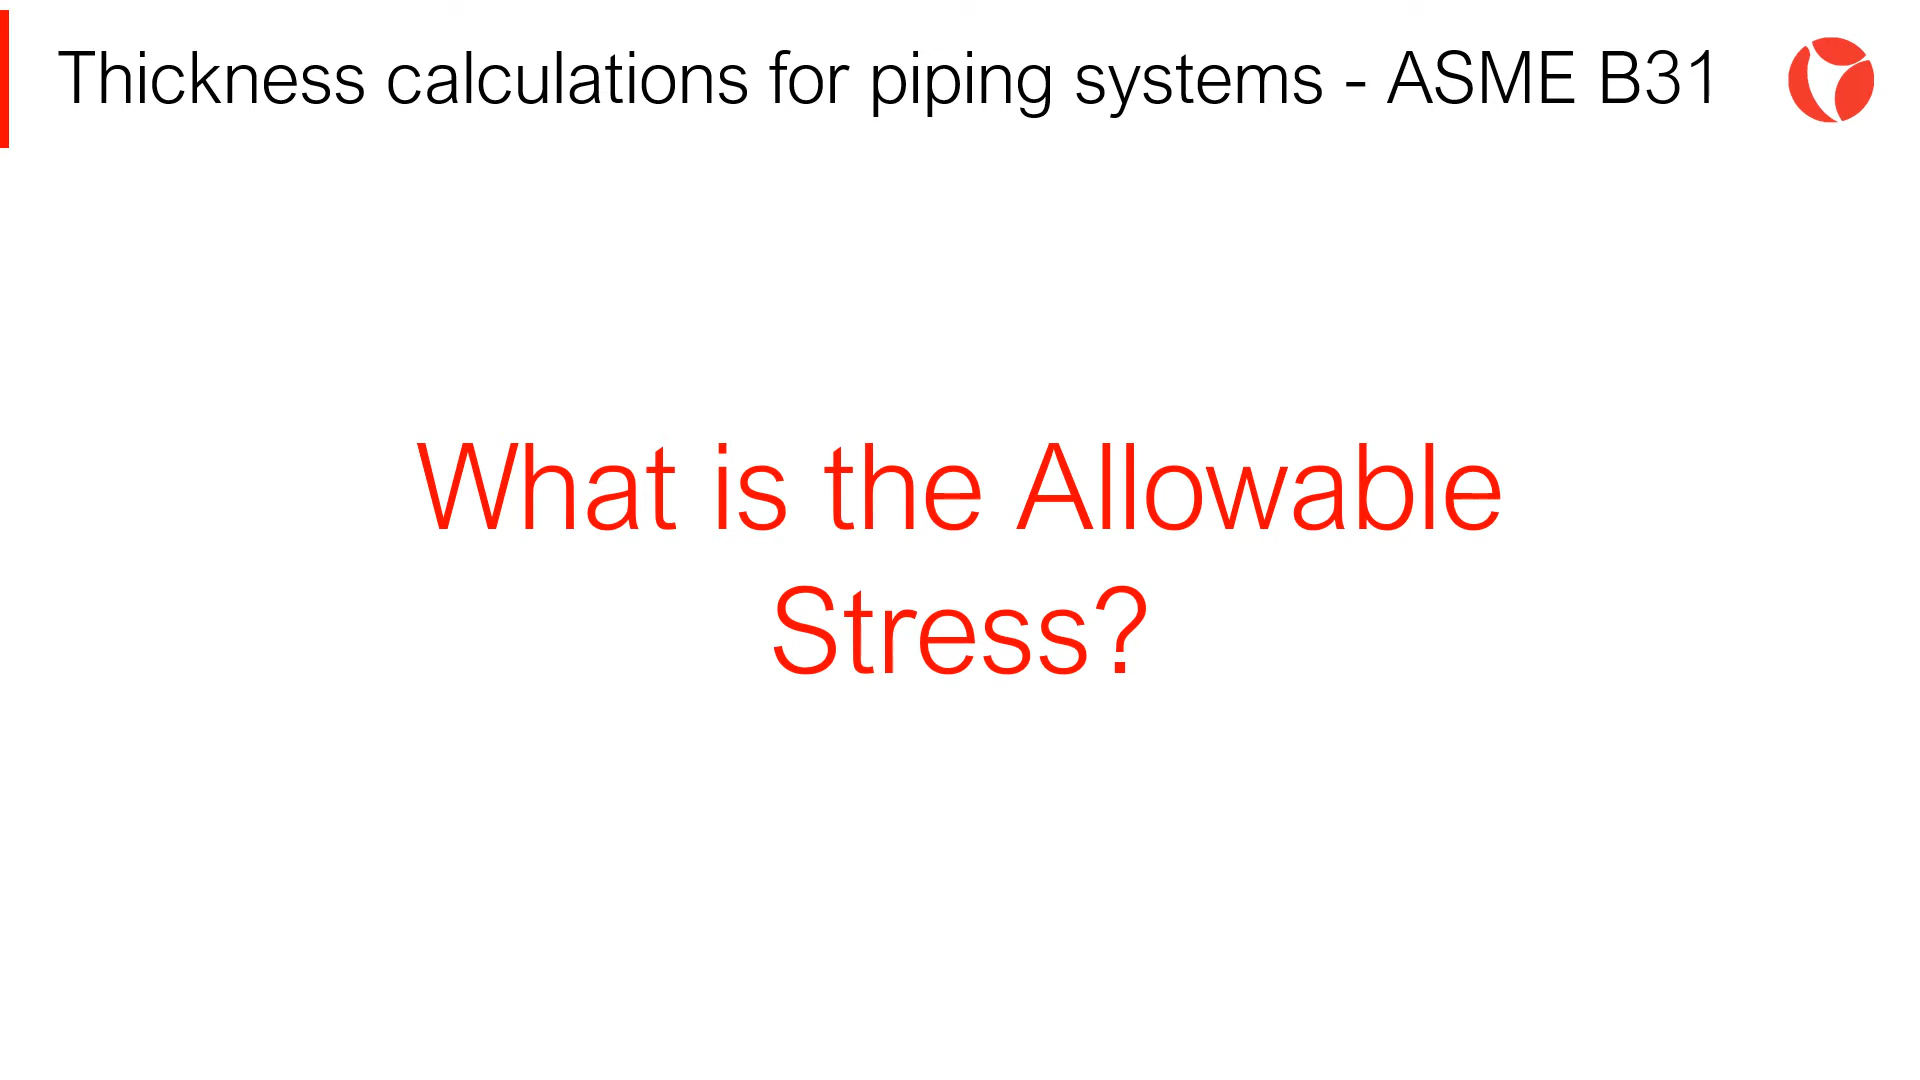 Thickness calculations for piping systems - ASME B31
What is the Allowable
Stress?